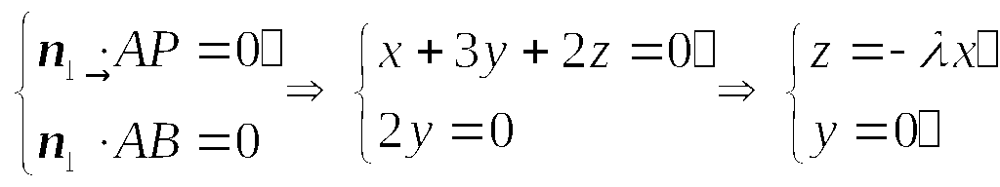 n₁ · AP = 0 ⇒ x + 3y + 2z = 0 ⇒ z = - λx
→
n₁ · AB = 0 2y = 0 y = 0